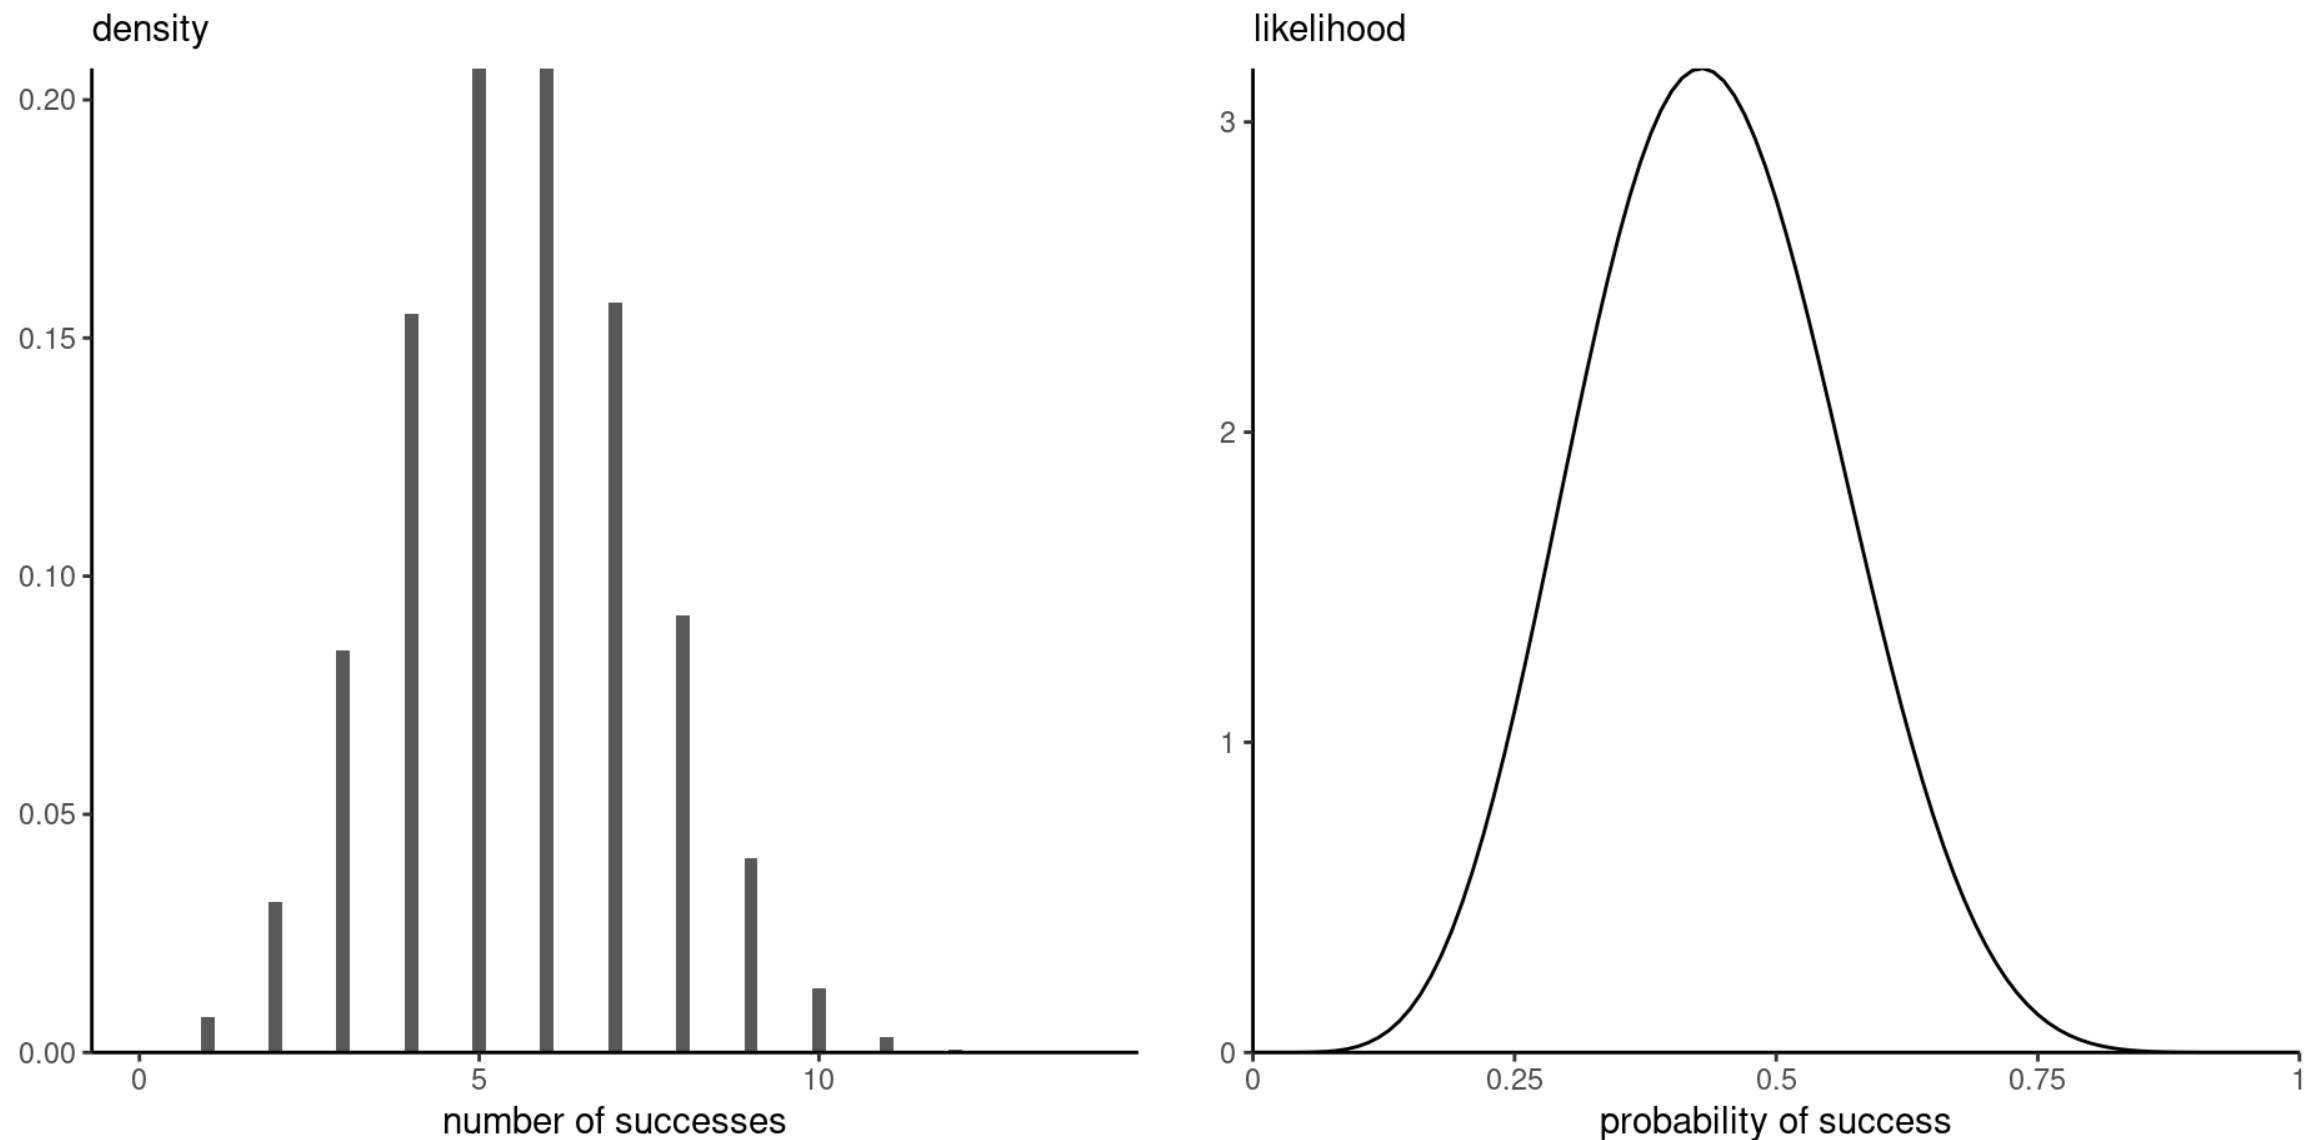 density
0.20
0.15
0.10
0.05
0.00
0 5 10
number of successes
likelihood
3
2
1
0
0 0.25 0.5 0.75 1
probability of success